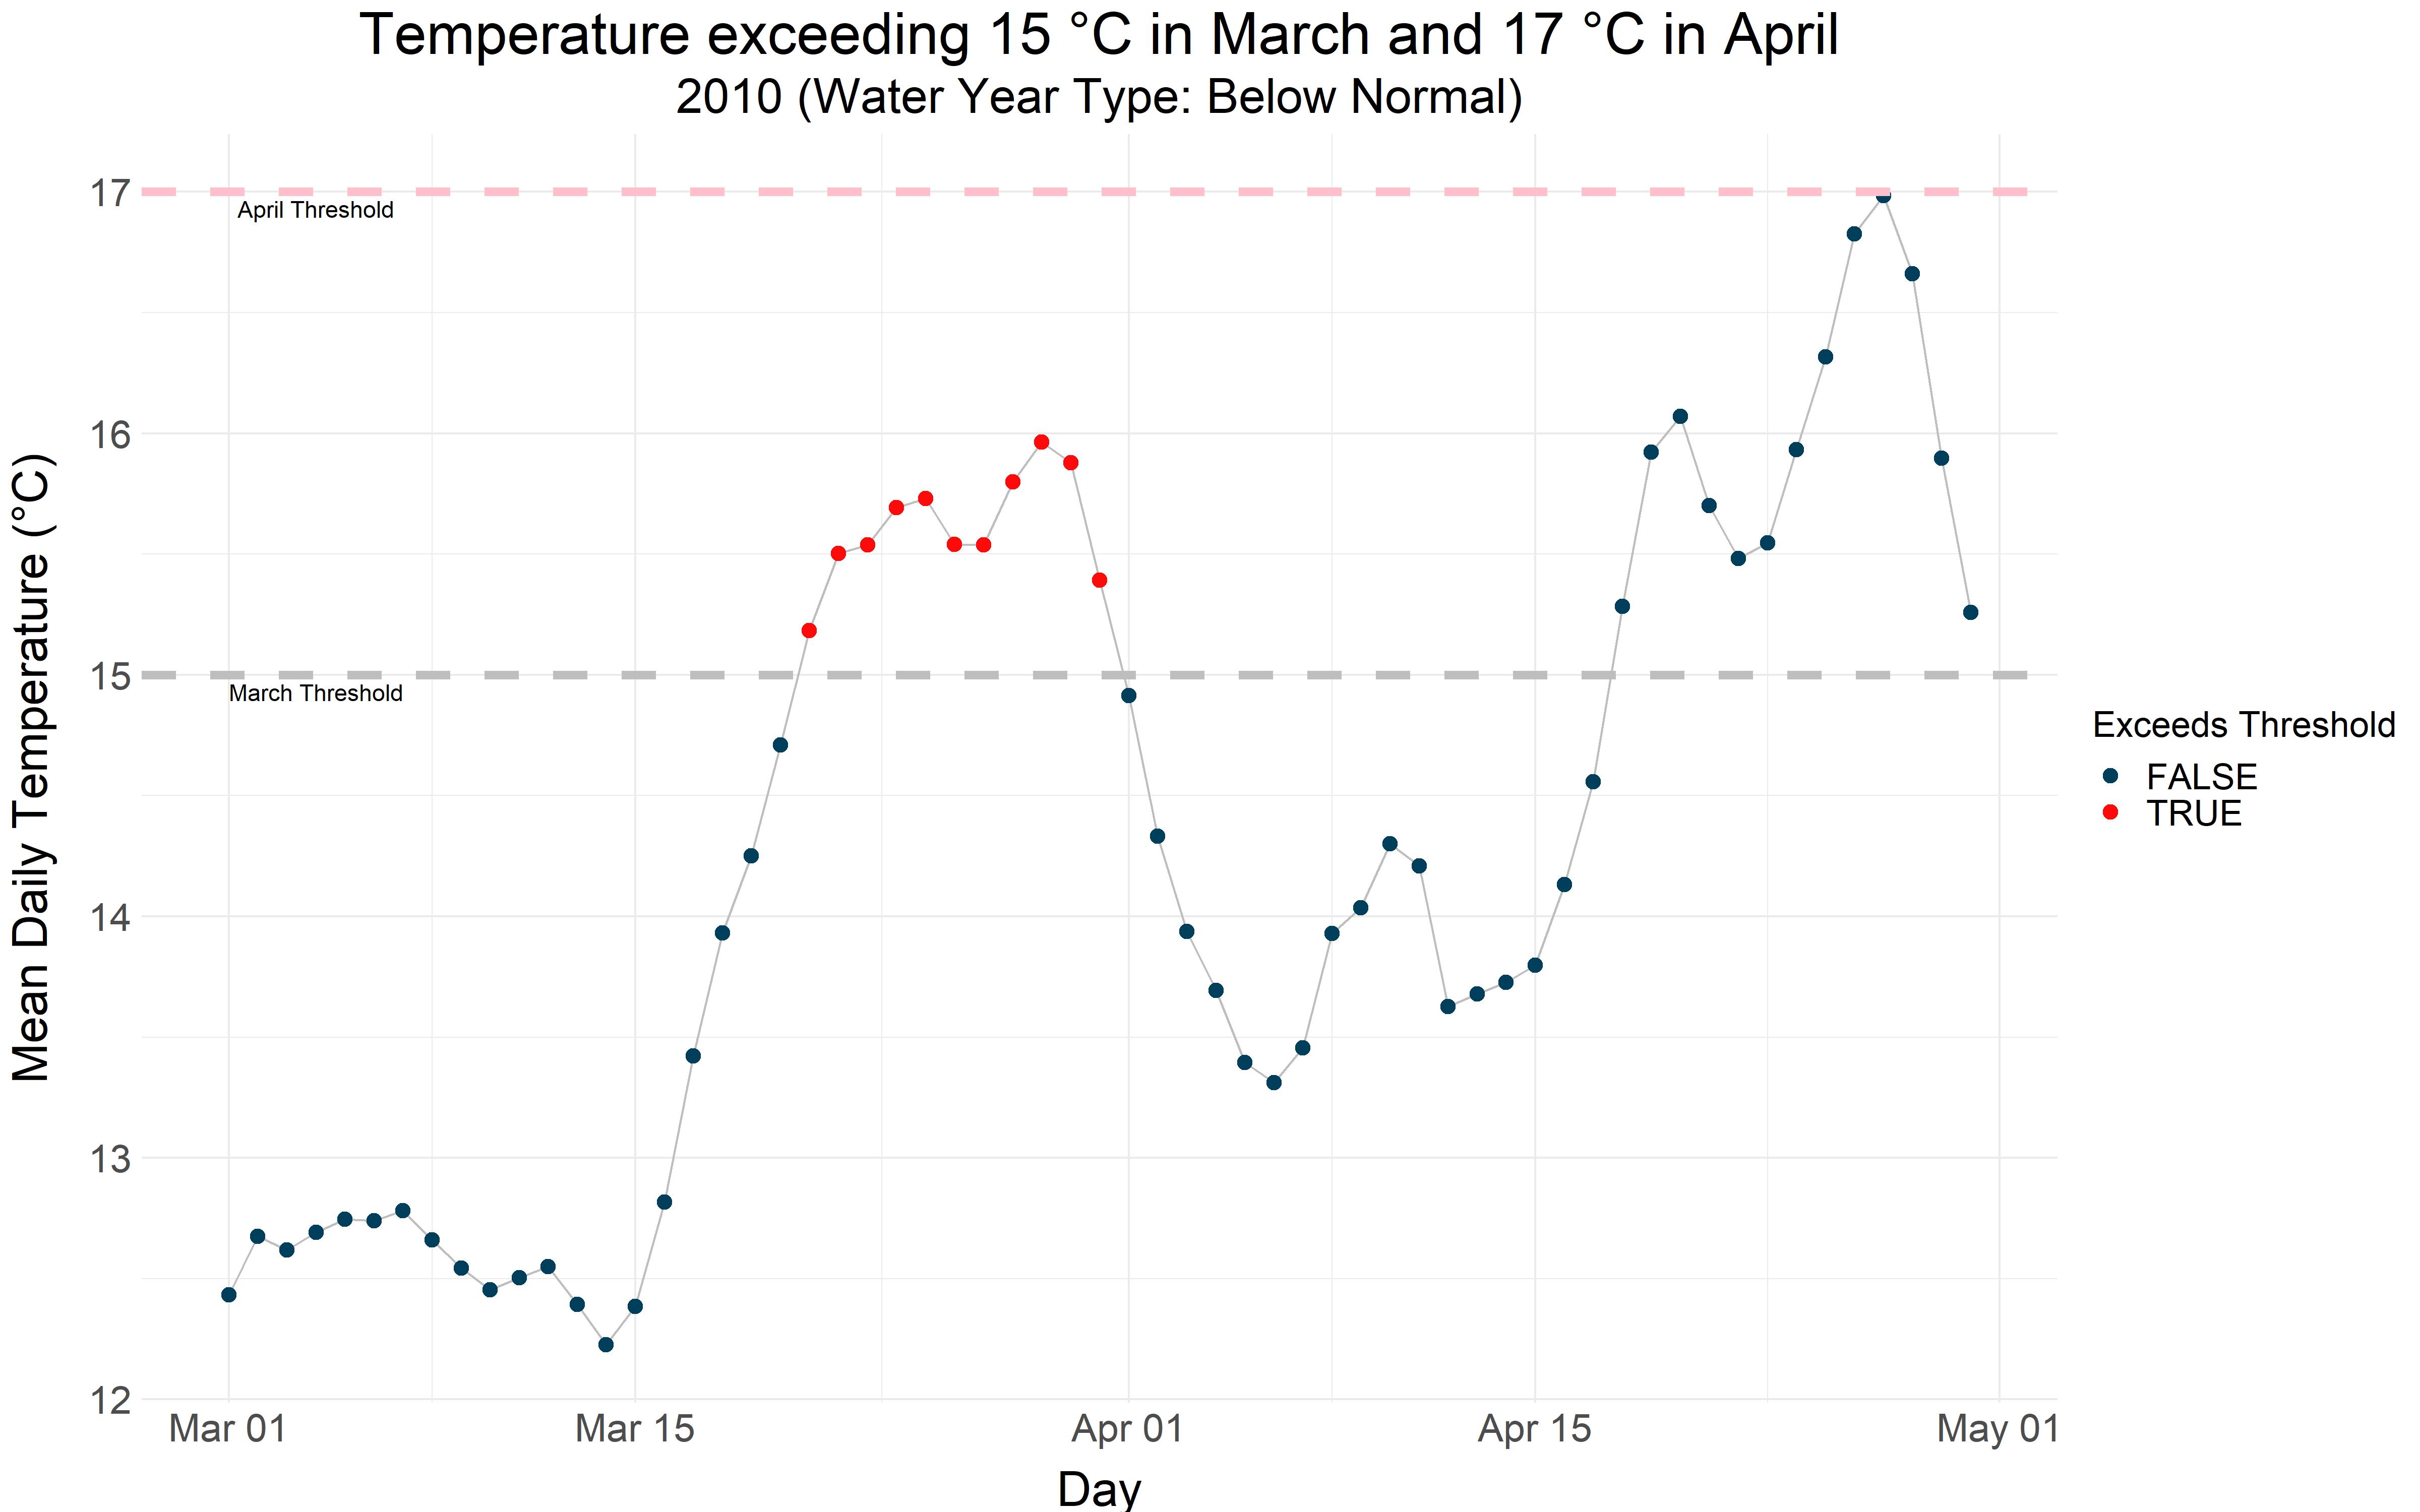 Temperature exceeding 15 °C in March and 17 °C in April
2010 (Water Year Type: Below Normal)
Mean Daily Temperature (°C)
17
April Threshold
16
15
March Threshold
14
13
12
Mar 01
Mar 15
Apr 01
Apr 15
May 01
Day
Exceeds Threshold
FALSE
TRUE